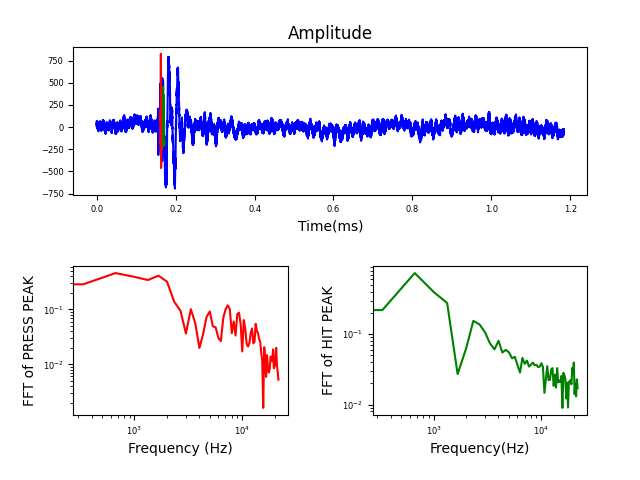 Amplitude
750
500
250
0
−250
−500
−750
0.0 0.2 0.4 0.6 0.8 1.0 1.2
Time(ms)
FFT of PRESS PEAK
10⁻¹
10⁻²
10³ 10⁴
Frequency (Hz)
FFT of HIT PEAK
10⁻¹
10⁻²
10³ 10⁴
Frequency(Hz)